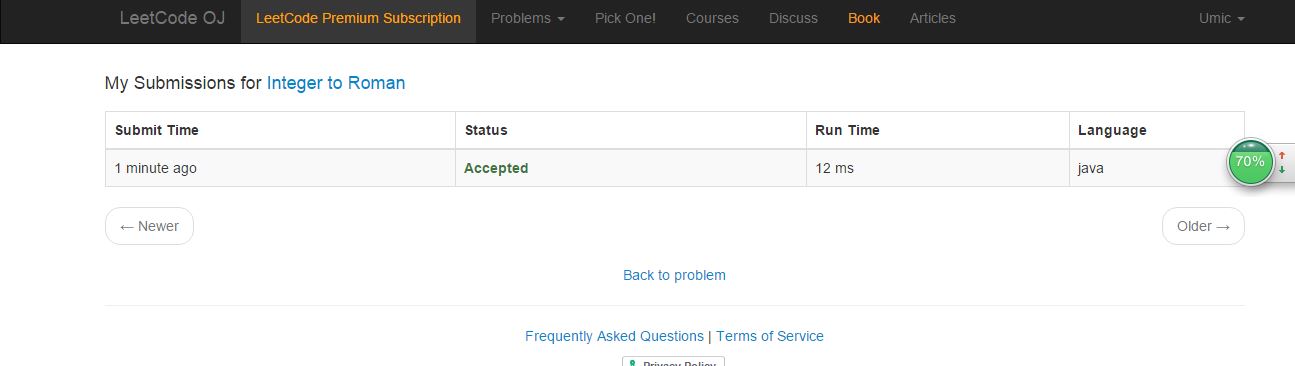 LeetCode OJ LeetCode Premium Subscription Problems Pick One! Courses Discuss Book Articles Umic
My Submissions for Integer to Roman
Submit Time Status Run Time Language
1 minute ago Accepted 12 ms java
70%
← Newer Older →
Back to problem
Frequently Asked Questions | Terms of Service
Privacy Policy